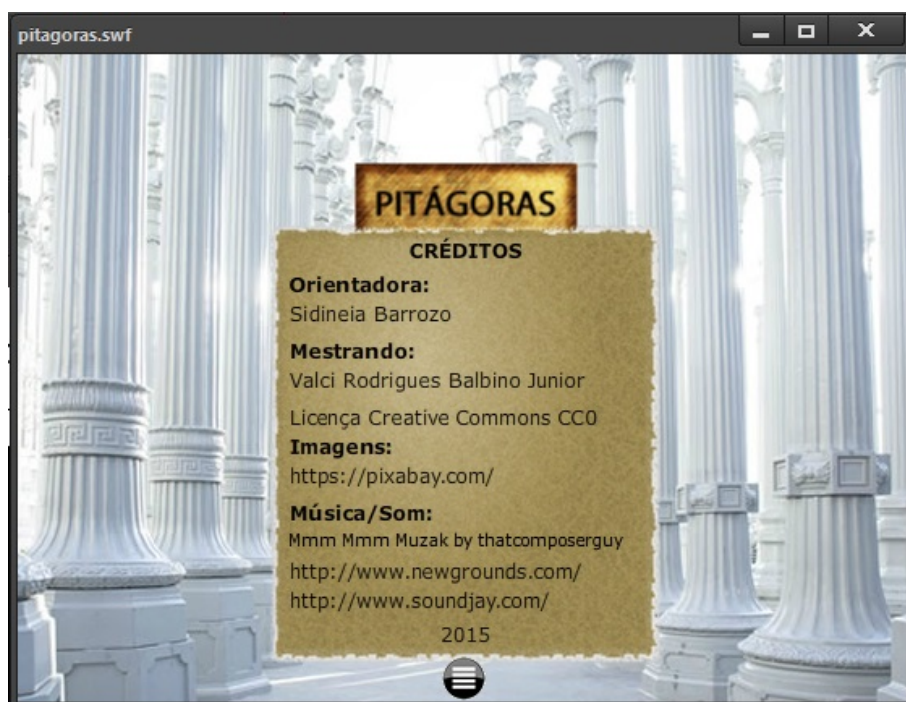 pitagoras.swf
PITÁGORAS
CRÉDITOS
Orientadora:
Sidineia Barrozo
Mestrando:
Valci Rodrigues Balbino Junior
Licença Creative Commons CC0
Imagens:
https://pixabay.com/
Música/Som:
Mmm Mmm Muzak by thatcomposerguy
http://www.newgrounds.com/
http://www.soundjay.com/
2015